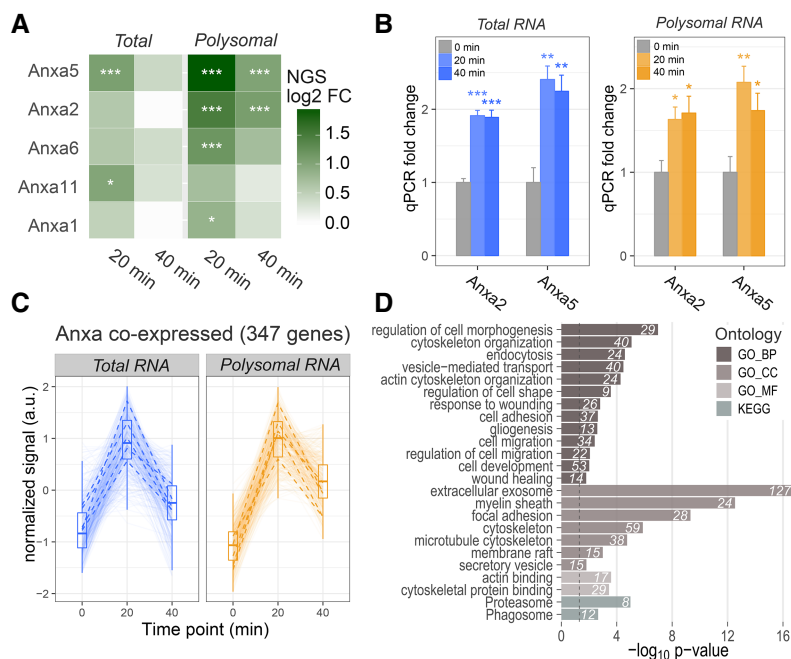 A
Total
Polysomal
Anxa5
***
***
***
Anxa2
***
***
Anxa6
***
Anxa11
*
Anxa1
*
20 min
40 min
20 min
40 min
NGS
log2 FC
1.5
1.0
0.5
0.0
B
Total RNA
0 min
20 min
40 min
qPCR fold change
2
1
0
***
***
**
**
Anxa2
Anxa5
Polysomal RNA
0 min
20 min
40 min
qPCR fold change
2
1
0
*
*
**
*
Anxa2
Anxa5
C
Anxa co-expressed (347 genes)
Total RNA
Polysomal RNA
normalized signal (a.u.)
2
1
0
−1
−2
0
20
40
0
20
40
Time point (min)
D
regulation of cell morphogenesis 29
cytoskeleton organization 40
endocytosis 24
vesicle−mediated transport 40
actin cytoskeleton organization 24
regulation of cell shape 9
response to wounding 26
cell adhesion 37
gliogenesis 13
cell migration 34
regulation of cell migration 22
cell development 53
wound healing 14
extracellular exosome 127
myelin sheath 24
focal adhesion 28
cytoskeleton 59
microtubule cytoskeleton 38
membrane raft 15
secretory vesicle 15
actin binding 17
cytoskeletal protein binding 29
Proteasome 8
Phagosome 12
Ontology
GO_BP
GO_CC
GO_MF
KEGG
0
4
8
12
16
−log10 p−value